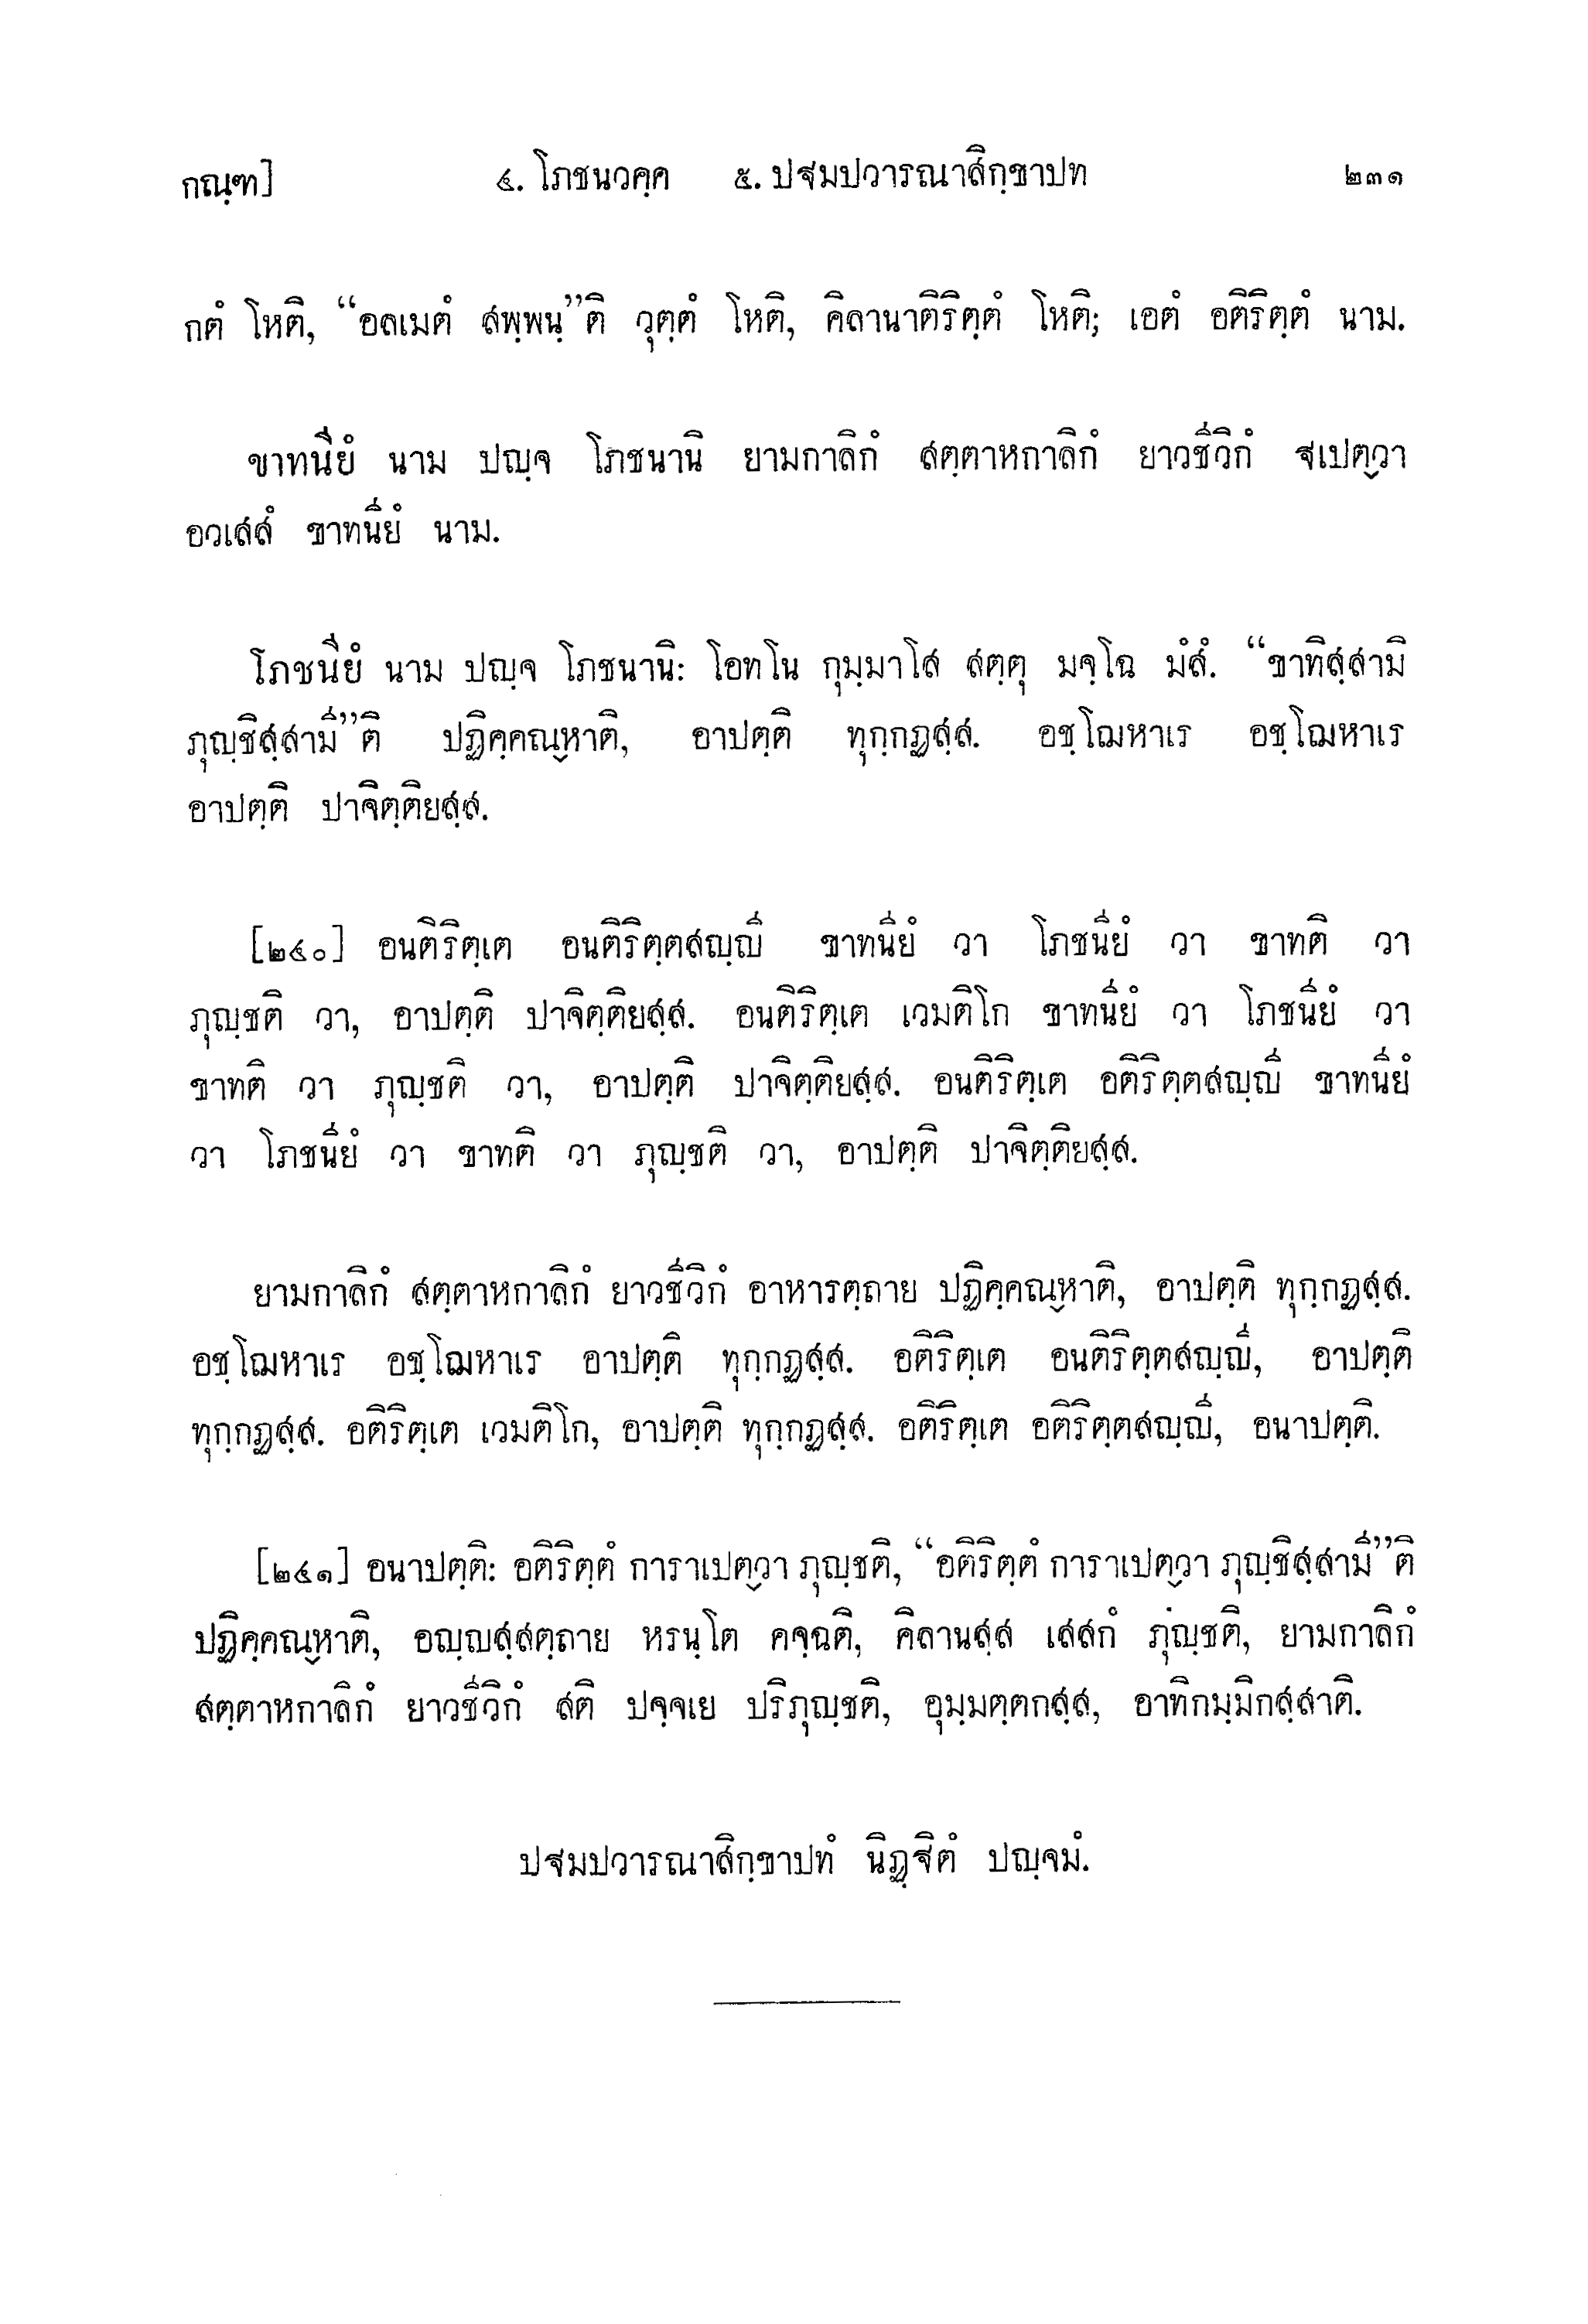 กณฺฑ] ๔. โภชนวคฺค ๕. ปฐมปวารณาสิกฺขาปท ๒๓๑
กตํ โหติ, “อลเมตํ สพฺพนฺ”ติ วุตฺตํ โหติ, คิลานาติริตฺตํ โหติ; เอตํ อติริตฺตํ นาม.
ขาทนียํ นาม ปญฺจ โภชนานิ ยามกาลิกํ สตฺตาหกาลิกํ ยาวชีวิกํ ฐเปตฺวา
อวเสสํ ขาทนียํ นาม.
โภชนียํ นาม ปญฺจ โภชนานิ: โอทโน กุมฺมาโส สตฺตุ มจฺโฉ มํสํ. “ขาทิสฺสามิ
ภุญฺชิสฺสามี”ติ ปฏิคฺคณฺหาติ, อาปตฺติ ทุกฺกฏสฺส. อชฺโฌหาเร อชฺโฌหาเร
อาปตฺติ ปาจิตฺติยสฺส.
[๒๔๐] อนติริตฺเต อนติริตฺตสญฺญี ขาทนียํ วา โภชนียํ วา ขาทติ วา
ภุญฺชติ วา, อาปตฺติ ปาจิตฺติยสฺส. อนติริตฺเต เวมติโก ขาทนียํ วา โภชนียํ วา
ขาทติ วา ภุญฺชติ วา, อาปตฺติ ปาจิตฺติยสฺส. อนติริตฺเต อติริตฺตสญฺญี ขาทนียํ
วา โภชนียํ วา ขาทติ วา ภุญฺชติ วา, อาปตฺติ ปาจิตฺติยสฺส.
ยามกาลิกํ สตฺตาหกาลิกํ ยาวชีวิกํ อาหารตฺถาย ปฏิคฺคณฺหาติ, อาปตฺติ ทุกฺกฏสฺส.
อชฺโฌหาเร อชฺโฌหาเร อาปตฺติ ทุกฺกฏสฺส. อติริตฺเต อนติริตฺตสญฺญี, อาปตฺติ
ทุกฺกฏสฺส. อติริตฺเต เวมติโก, อาปตฺติ ทุกฺกฏสฺส. อติริตฺเต อติริตฺตสญฺญี, อนาปตฺติ.
[๒๔๑] อนาปตฺติ: อติริตฺตํ การาเปตฺวา ภุญฺชติ, “อติริตฺตํ การาเปตฺวา ภุญฺชิสฺสามี”ติ
ปฏิคฺคณฺหาติ, อญฺญสฺสตฺถาย หรนฺโต คจฺฉติ, คิลานสฺส เสสกํ ภุญฺชติ, ยามกาลิกํ
สตฺตาหกาลิกํ ยาวชีวิกํ สติ ปจฺจเย ปริภุญฺชติ, อุมฺมตฺตกสฺส, อาทิกมฺมิกสฺสาติ.
ปฐมปวารณาสิกฺขาปทํ นิฏฺฐิตํ ปญฺจมํ.